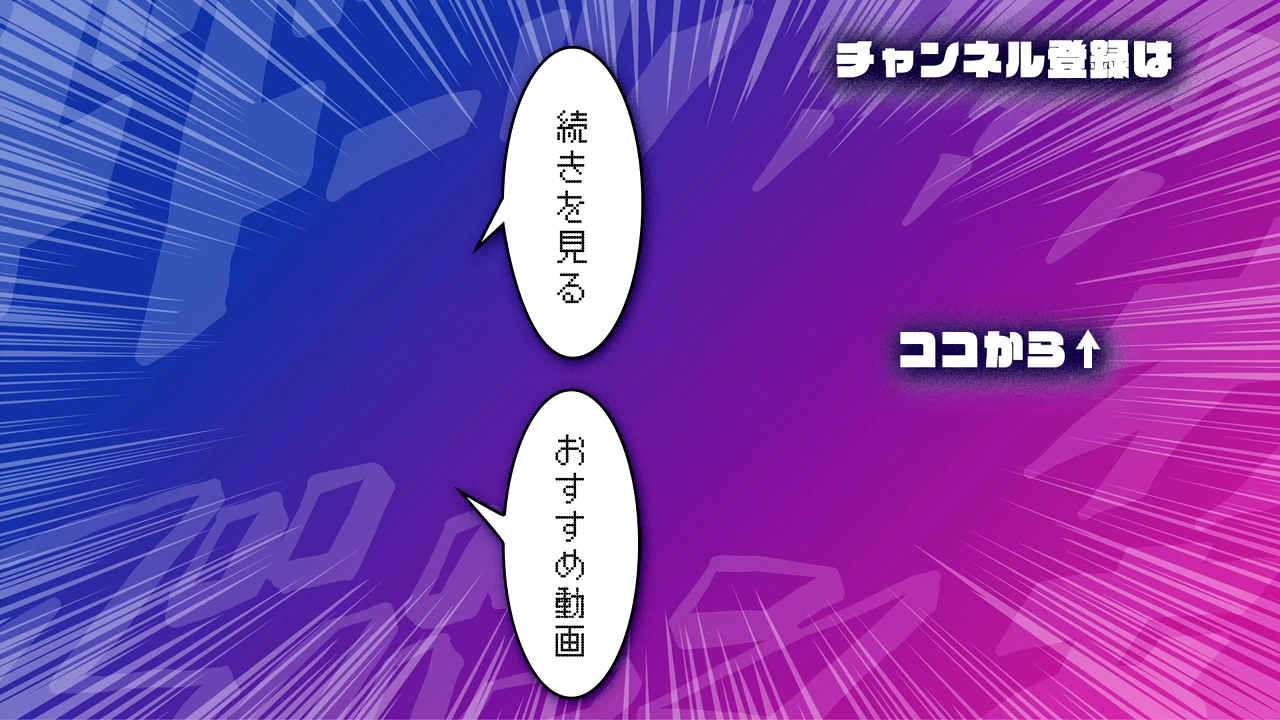 チャンネル登録は
ココから↑
続きを見る
おすすめ動画